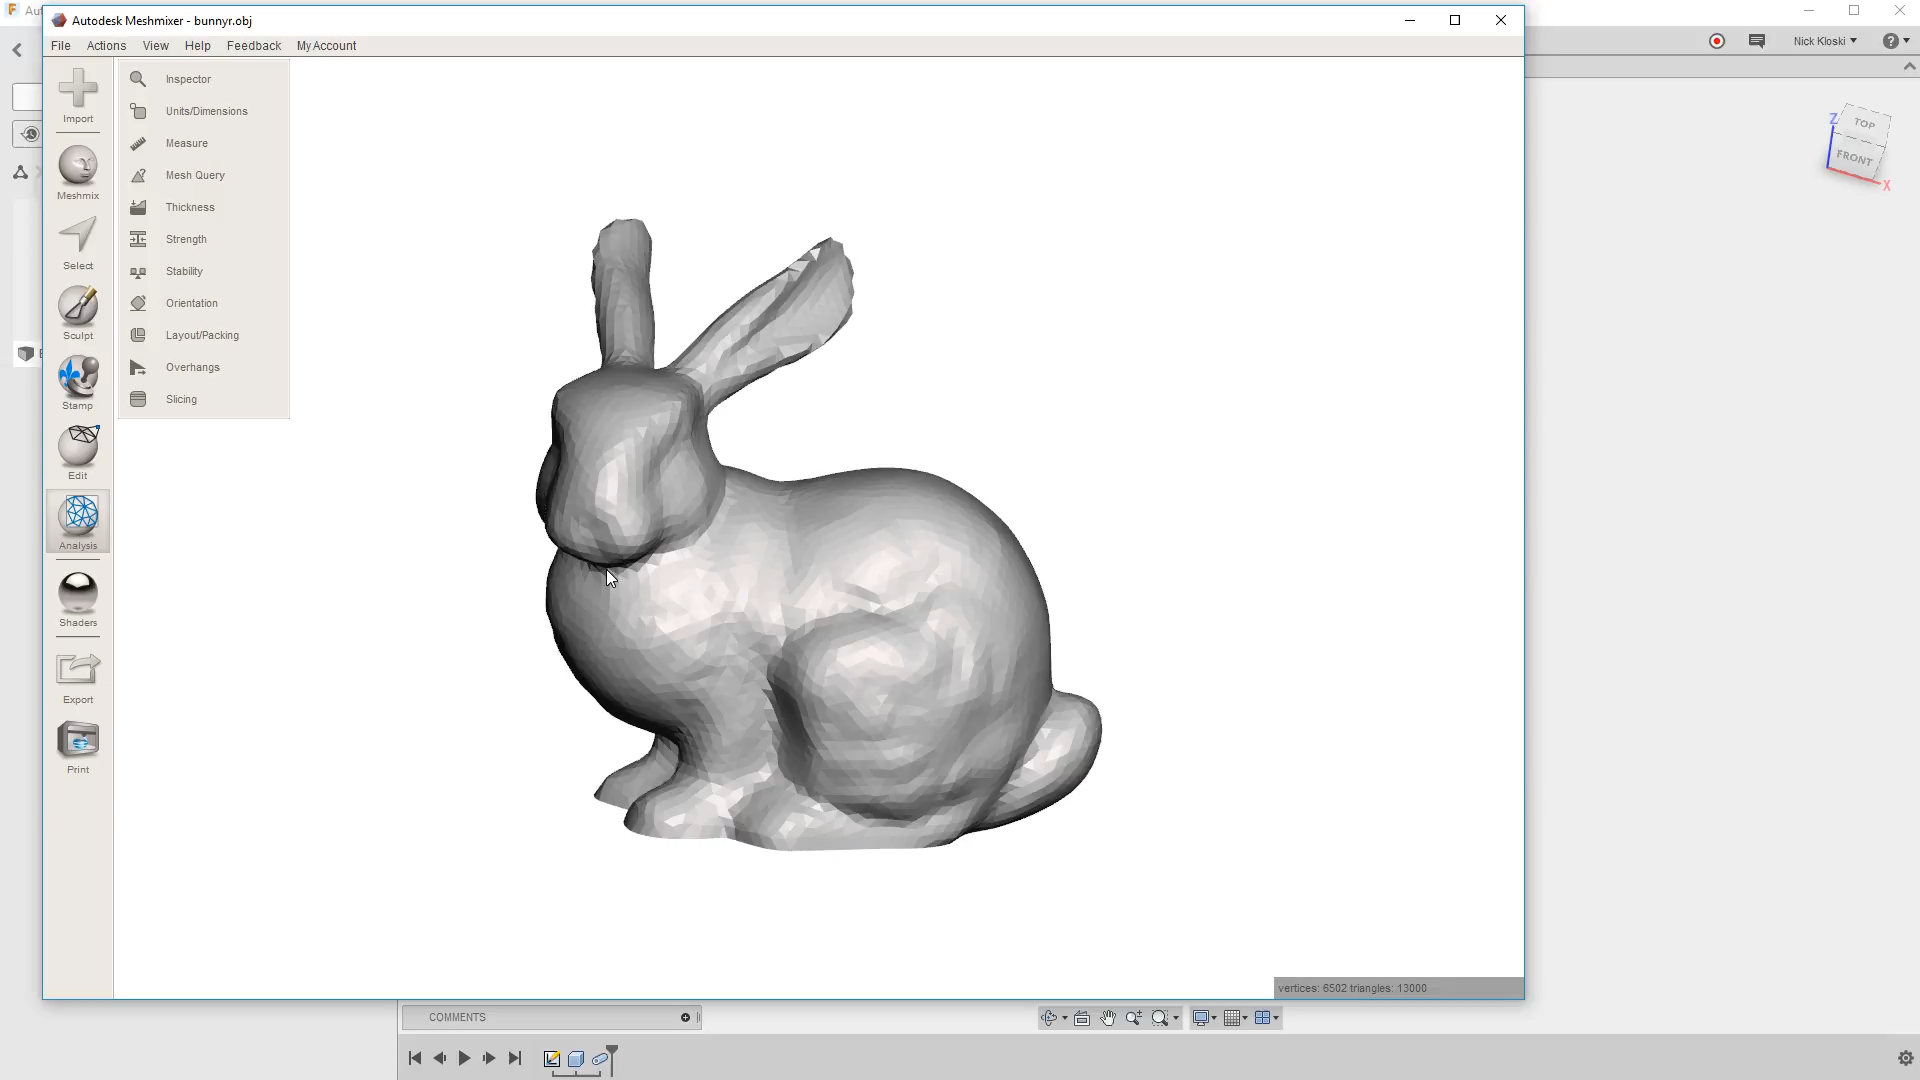 Autodesk Meshmixer - bunnyr.obj
File Actions View Help Feedback My Account
Nick Kloski
Import
Meshmix
Select
Sculpt
Stamp
Edit
Analysis
Shaders
Export
Print
Inspector
Units/Dimensions
Measure
Mesh Query
Thickness
Strength
Stability
Orientation
Layout/Packing
Overhangs
Slicing
Z
TOP
FRONT
X
vertices: 6502 triangles: 13000
COMMENTS